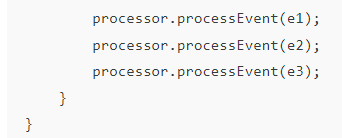 processor.processEvent(e1);
processor.processEvent(e2);
processor.processEvent(e3);
}
}